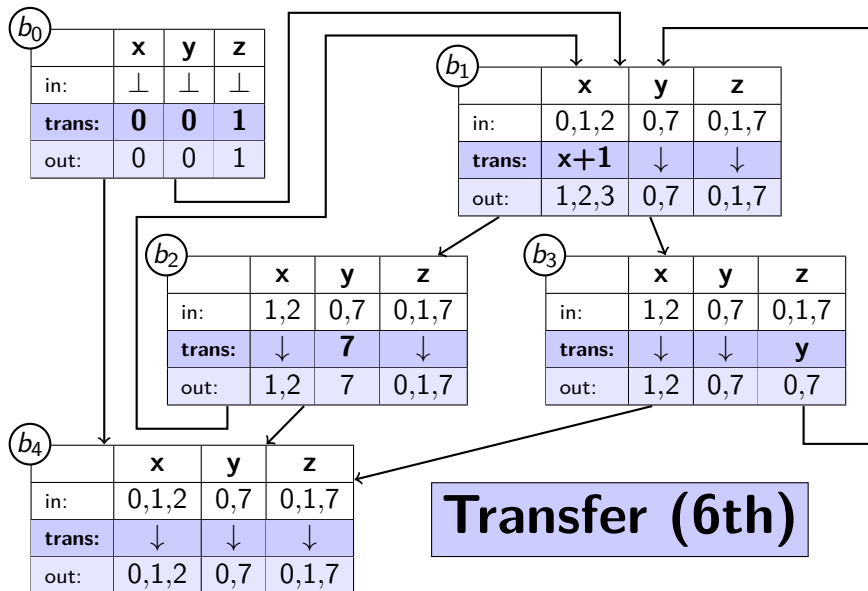 b0
x y z
in: ⊥ ⊥ ⊥
trans: 0 0 1
out: 0 0 1
b1
x y z
in: 0,1,2 0,7 0,1,7
trans: x+1 ↓ ↓
out: 1,2,3 0,7 0,1,7
b2
x y z
in: 1,2 0,7 0,1,7
trans: ↓ 7 ↓
out: 1,2 7 0,1,7
b3
x y z
in: 1,2 0,7 0,1,7
trans: ↓ ↓ y
out: 1,2 0,7 0,7
b4
x y z
in: 0,1,2 0,7 0,1,7
trans: ↓ ↓ ↓
out: 0,1,2 0,7 0,1,7
Transfer (6th)